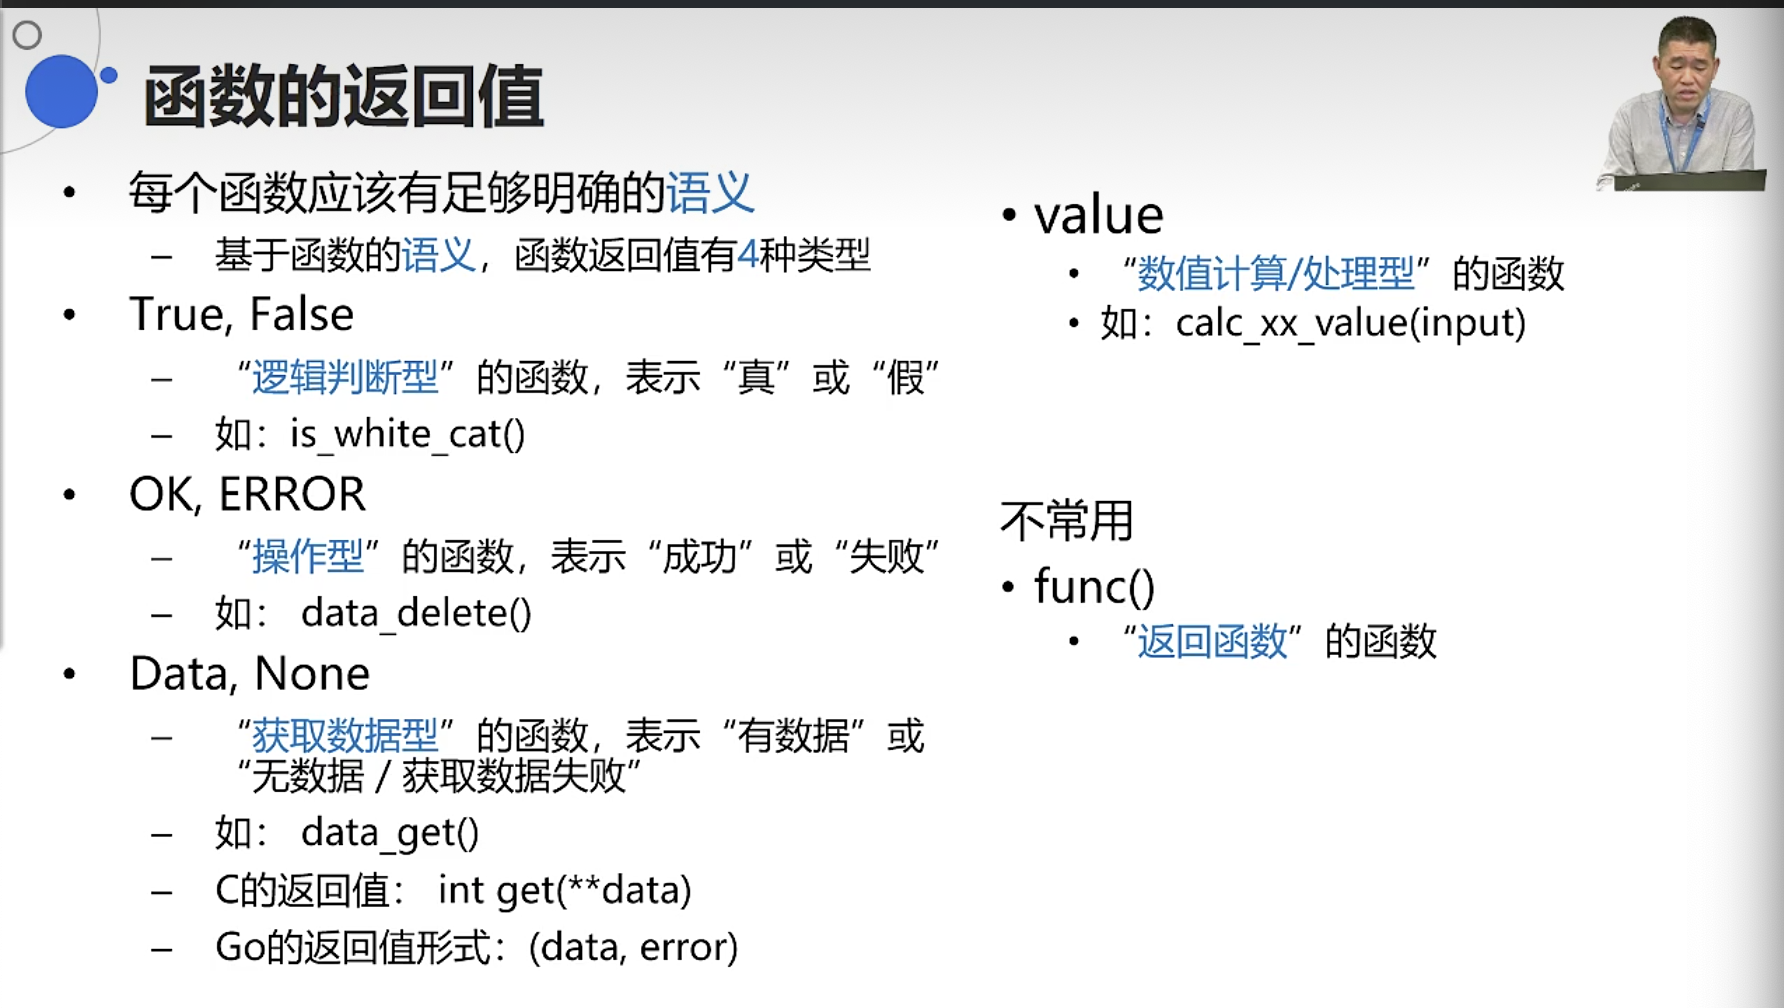 函数的返回值
• 每个函数应该有足够明确的语义
– 基于函数的语义，函数返回值有4种类型
• True, False
– “逻辑判断型”的函数，表示“真”或“假”
– 如：is_white_cat()
• OK, ERROR
– “操作型”的函数，表示“成功”或“失败”
– 如： data_delete()
• Data, None
– “获取数据型”的函数，表示“有数据”或
“无数据 / 获取数据失败”
– 如： data_get()
– C的返回值： int get(**data)
– Go的返回值形式：(data, error)
• value
• “数值计算/处理型”的函数
• 如：calc_xx_value(input)
不常用
• func()
• “返回函数”的函数